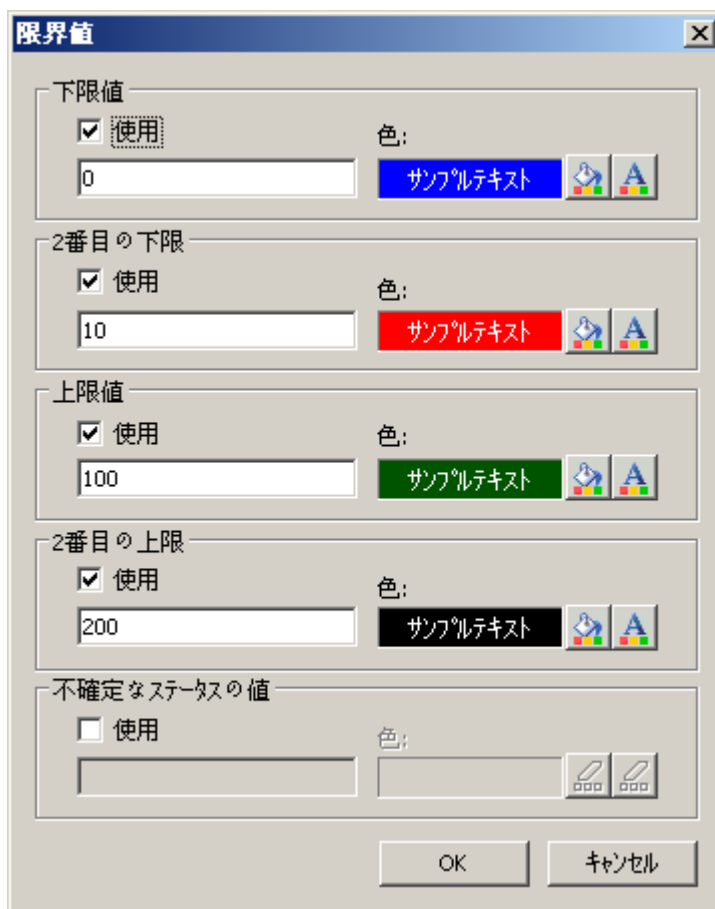 限界値
下限値
使用
色:
0
サンプルテキスト
2番目の下限
使用
色:
10
サンプルテキスト
上限値
使用
色:
100
サンプルテキスト
2番目の上限
使用
色:
200
サンプルテキスト
不確定なステータスの値
使用
色:
OK
キャンセル